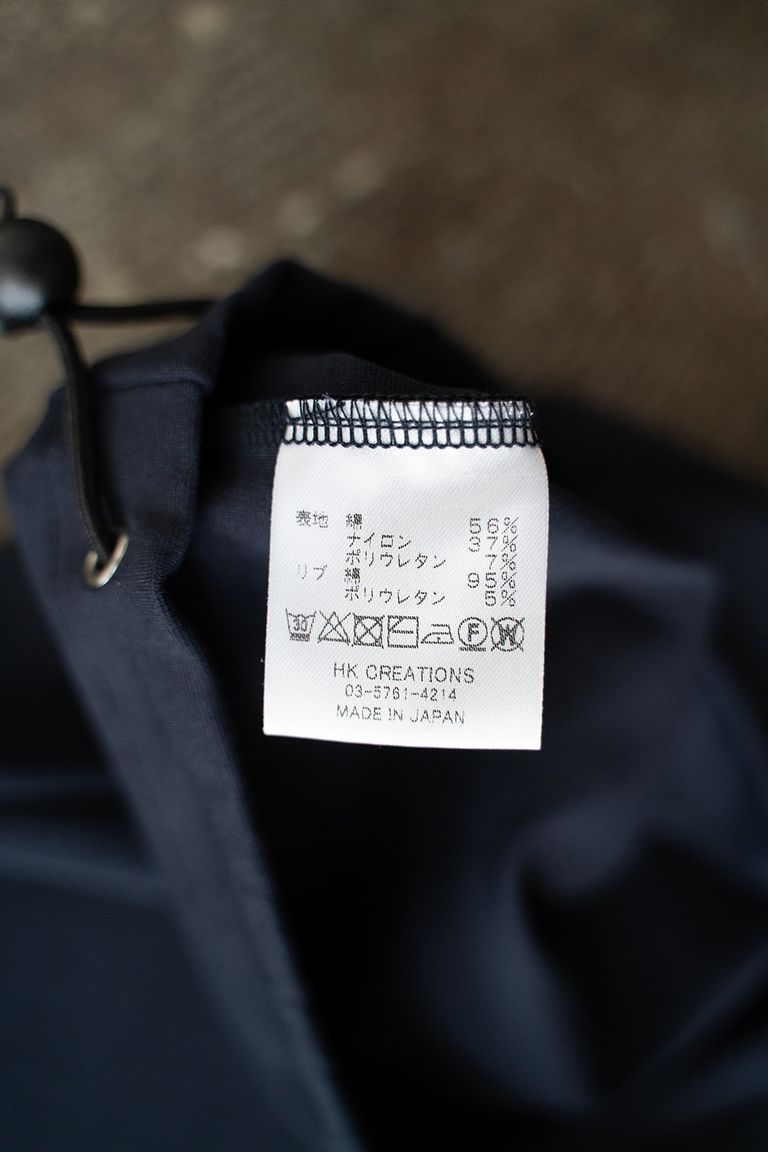 表地 綿 56%
ナイロン 37%
ポリウレタン 7%
リブ 綿 95%
ポリウレタン 5%
30 F W
HK CREATIONS
03-5761-4214
MADE IN JAPAN